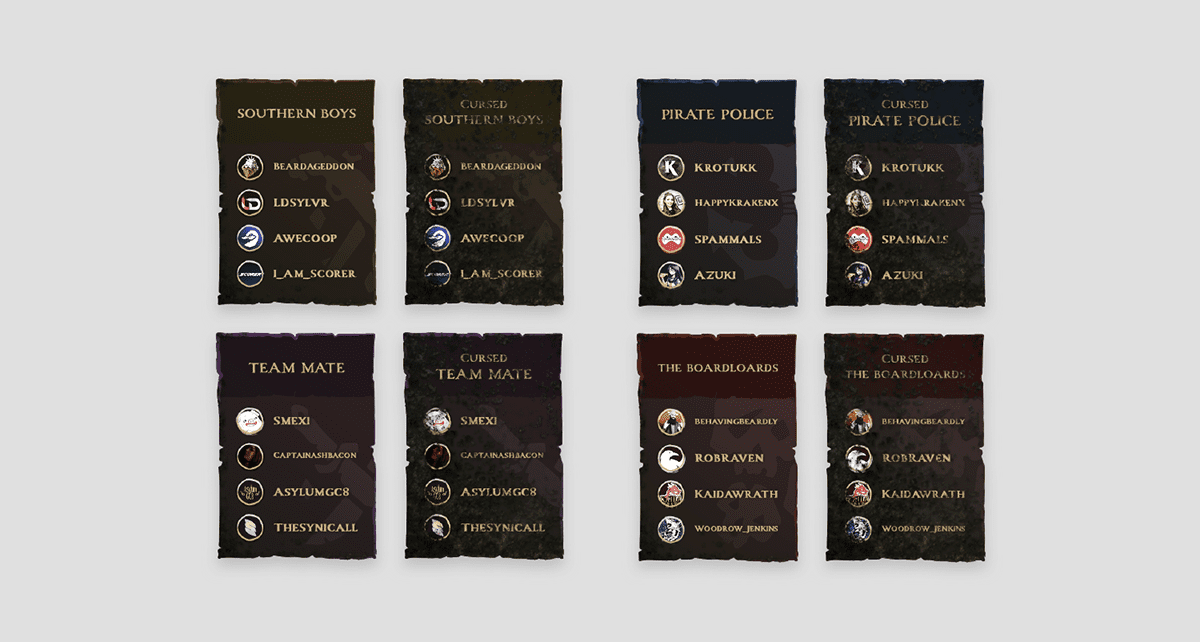 SOUTHERN BOYS
BEARDAGEDDON
LDSYLVR
AWECOOP
SCORER
I_AM_SCORER
CURSED
SOUTHERN BOYS
BEARDAGEDDON
LDSYLVR
AWECOOP
SCORER
I_AM_SCORER
PIRATE POLICE
K
KROTUKK
HAPPYKRAKENX
SPAMMALS
AZUKI
CURSED
PIRATE POLICE
K
KROTUKK
HAPPYKRAKENX
SPAMMALS
AZUKI
TEAM MATE
SMEXI
CAPTAINASHBACON
ASYLUMGC8
THESYNICALL
CURSED
TEAM MATE
SMEXI
CAPTAINASHBACON
ASYLUMGC8
THESYNICALL
THE BOARDLOARDS
BEHAVINGBEARDLY
ROBRAVEN
KAIDAWRATH
WOODROW_JENKINS
CURSED
THE BOARDLOARDS
BEHAVINGBEARDLY
ROBRAVEN
KAIDAWRATH
WOODROW_JENKINS